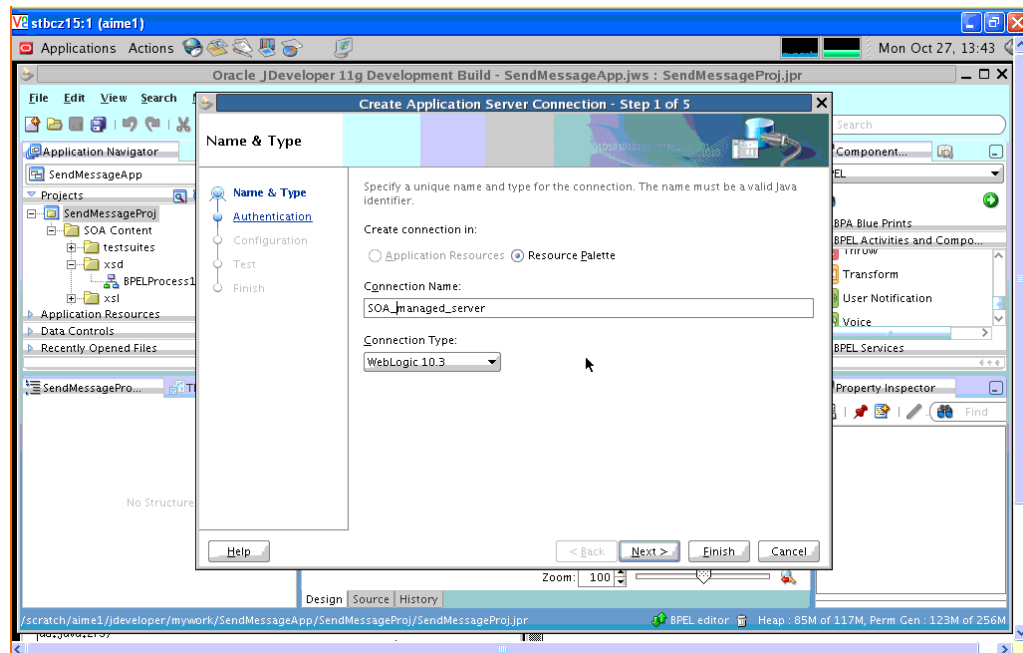 stbcz15:1 (aime1)
Applications Actions Mon Oct 27, 13:43
Oracle JDeveloper 11g Development Build - SendMessageApp.jws : SendMessageProj.jpr
File Edit View Search
Create Application Server Connection - Step 1 of 5
Search
Name & Type
Application Navigator
Component...
SendMessageApp
Projects
SendMessageProj
SOA Content
testsuites
xsd
BPELProcess1
xsl
Application Resources
Data Controls
Recently Opened Files
Name & Type
Authentication
Configuration
Test
Finish
Specify a unique name and type for the connection. The name must be a valid Java
identifier.
Create connection in:
Application Resources Resource Palette
Connection Name:
SOA_managed_server
Connection Type:
WebLogic 10.3
BPA Blue Prints
BPEL Activities and Compo...
Throw
Transform
User Notification
Voice
BPEL Services
SendMessagePro...
Property Inspector
Find
No Structure
Help < Back Next > Finish Cancel
Zoom: 100
Design Source History
/scratch/aime1/jdeveloper/mywork/SendMessageApp/SendMessageProj/SendMessageProj.jpr
BPEL editor Heap : 85M of 117M, Perm Gen : 123M of 256M